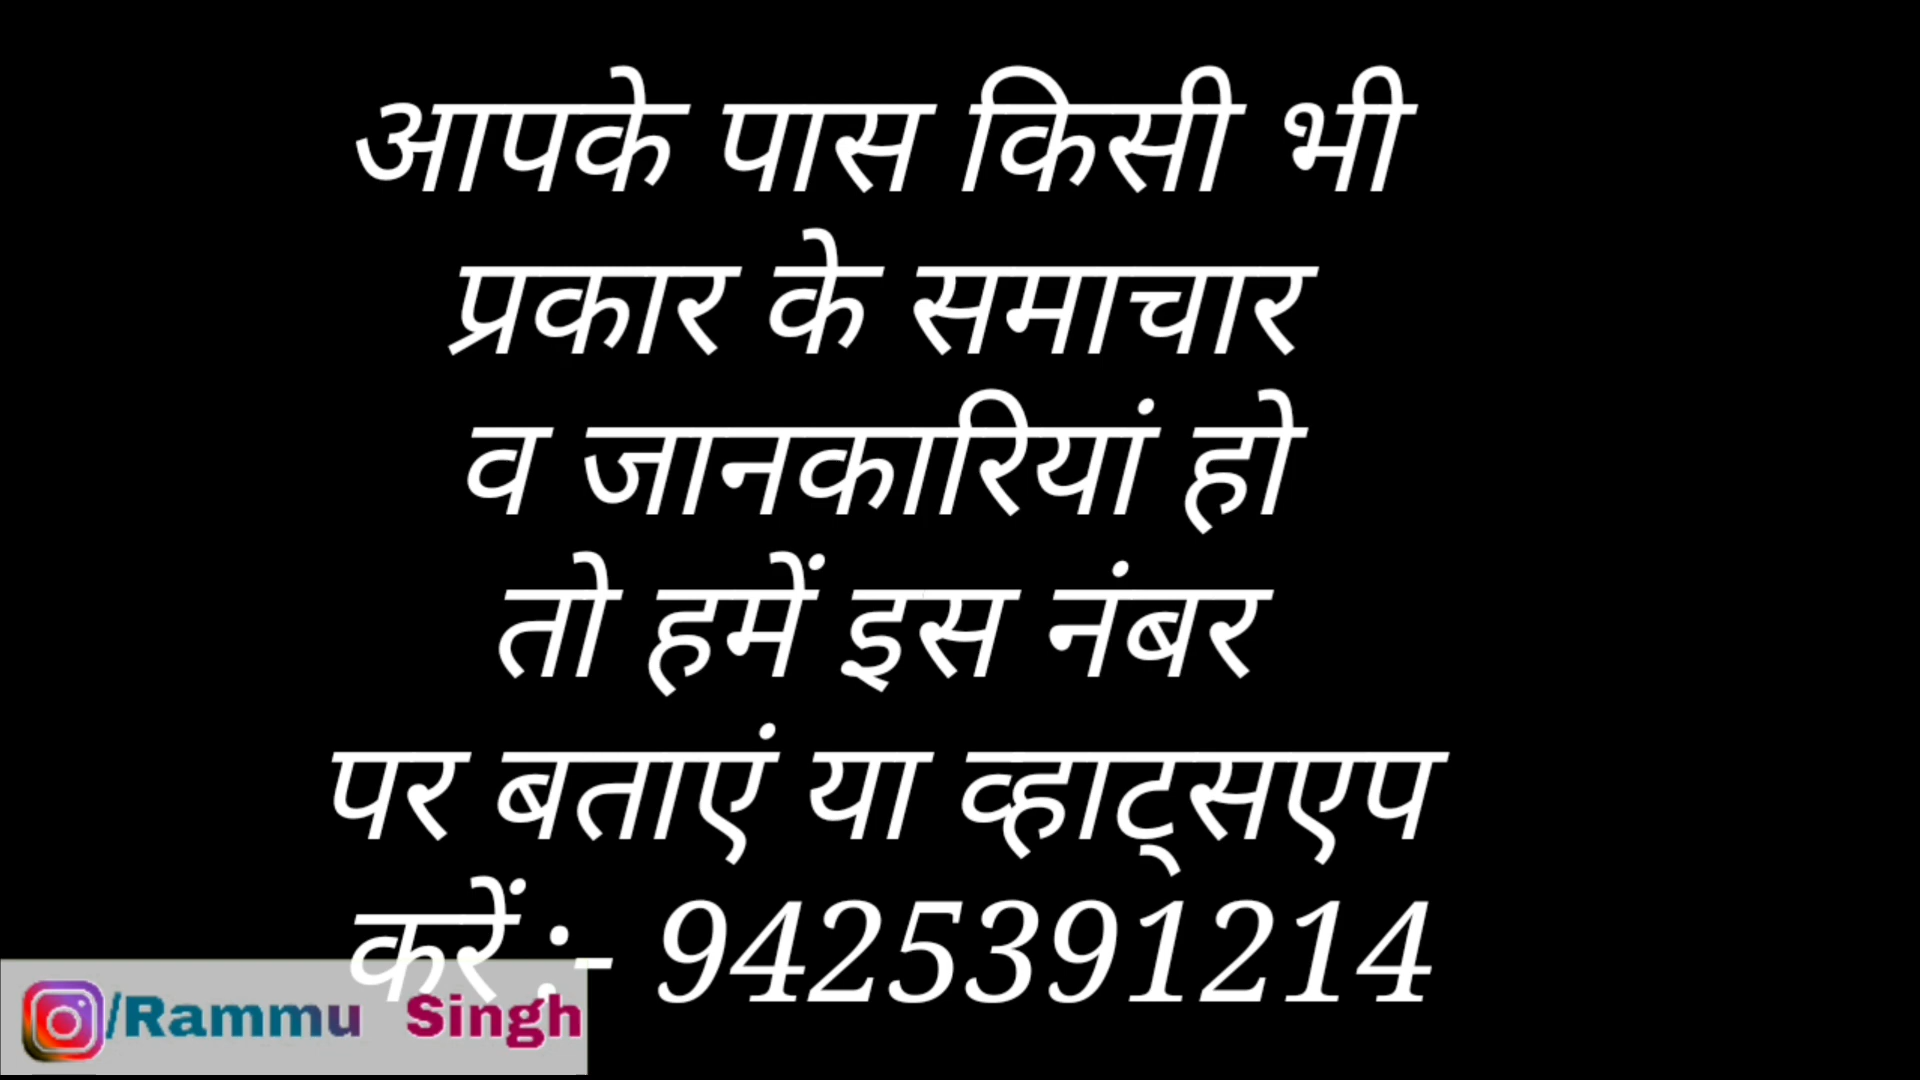 आपके पास किसी भी
प्रकार के समाचार
व जानकारियां हो
तो हमें इस नंबर
पर बताएं या व्हाट्सएप
करें :- 9425391214
/Rammu Singh